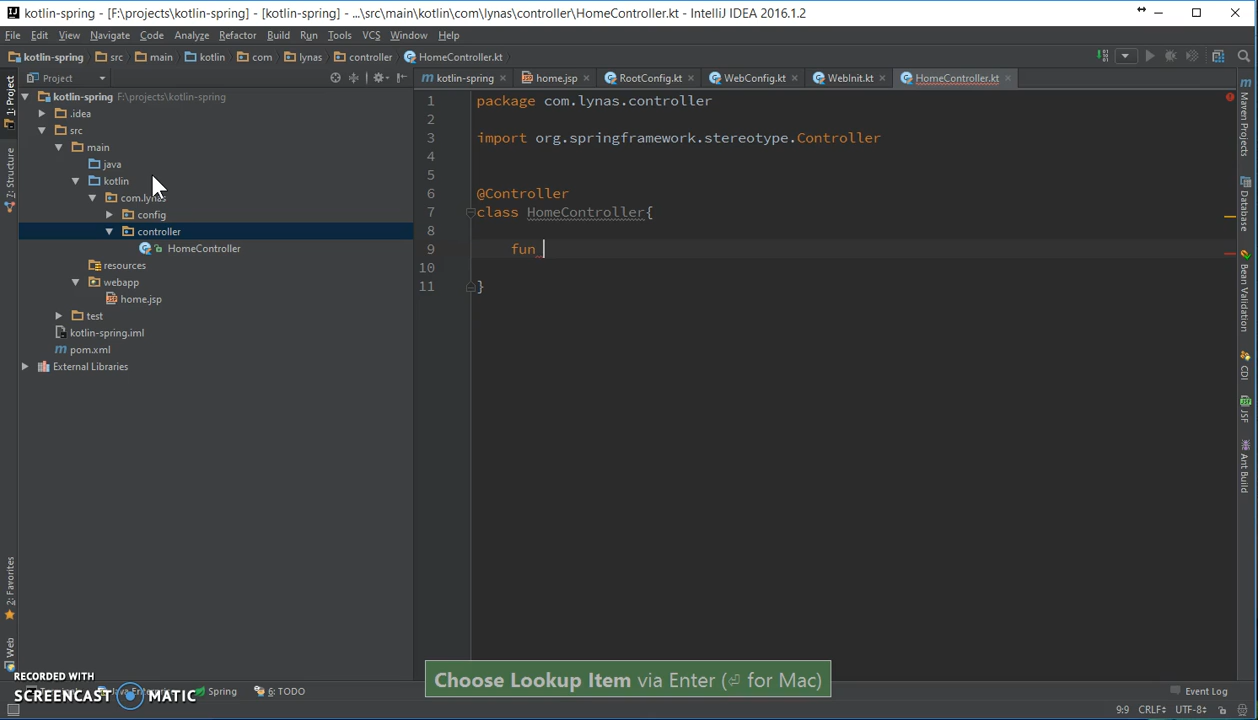 kotlin-spring - [F:\projects\kotlin-spring] - [kotlin-spring] - ...\src\main\kotlin\com\lynas\controller\HomeController.kt - IntelliJ IDEA 2016.1.2
File Edit View Navigate Code Analyze Refactor Build Run Tools VCS Window Help
kotlin-spring src main kotlin com lynas controller HomeController.kt
Project
kotlin-spring home.jsp RootConfig.kt WebConfig.kt WebInit.kt HomeController.kt
kotlin-spring F:\projects\kotlin-spring
.idea
src
main
java
kotlin
com.lynas
config
controller
HomeController
resources
webapp
home.jsp
test
kotlin-spring.iml
pom.xml
External Libraries
1: Project
7: Structure
2: Favorites
Web
1 package com.lynas.controller
2
3 import org.springframework.stereotype.Controller
4
5
6 @Controller
7 class HomeController{
8
9 fun
10
11 }
Maven Projects
Database
Bean Validation
CDI
JSF
Ant Build
Choose Lookup Item via Enter (⏎ for Mac)
RECORDED WITH
SCREENCAST MATIC
Spring 6: TODO Event Log
9:9 CRLF UTF-8